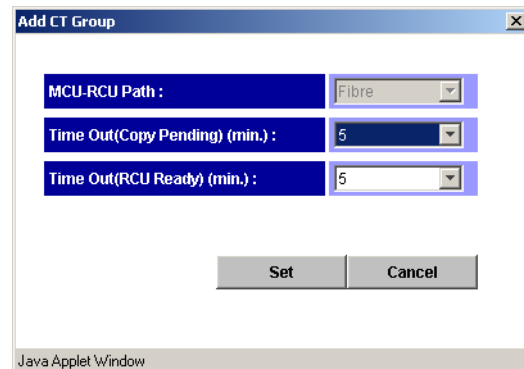 Add CT Group
MCU-RCU Path : Fibre
Time Out(Copy Pending) (min.) : 5
Time Out(RCU Ready) (min.) : 5
Set Cancel
Java Applet Window